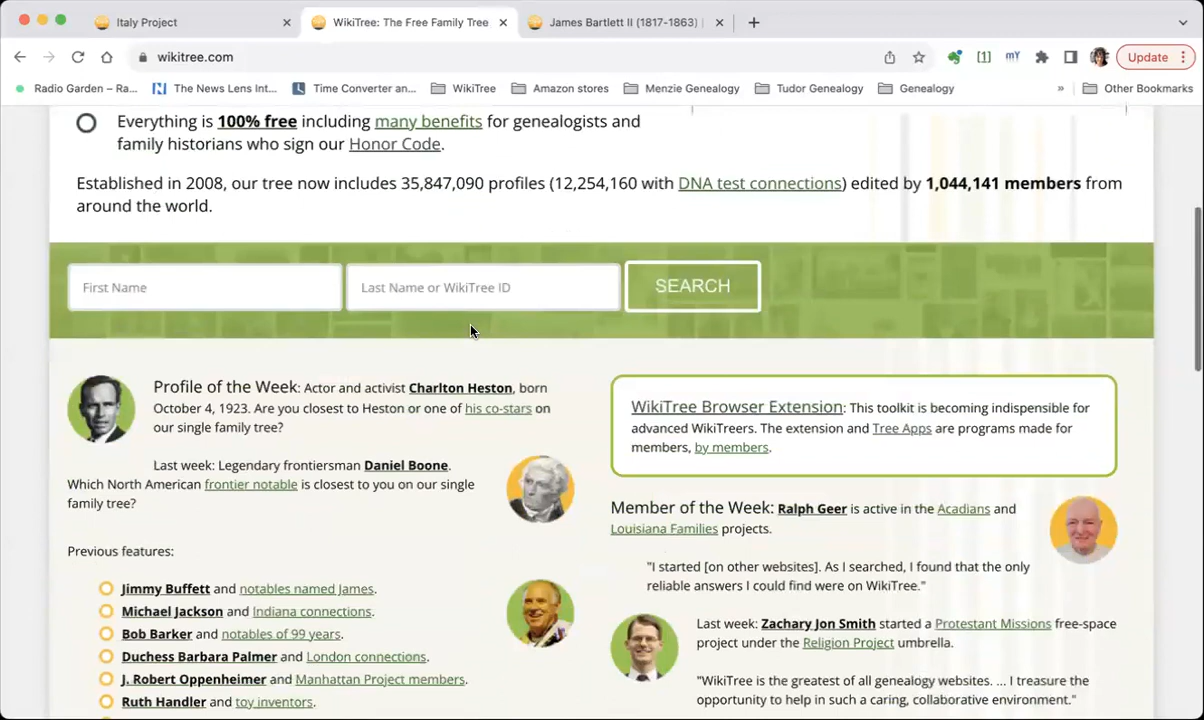 Italy Project
WikiTree: The Free Family Tree
James Bartlett II (1817-1863) |
wikitree.com
[1]
mY
Update
Radio Garden – Ra...
The News Lens Int...
Time Converter an...
WikiTree
Amazon stores
Menzie Genealogy
Tudor Genealogy
Genealogy
»
Other Bookmarks
Everything is 100% free including many benefits for genealogists and
family historians who sign our Honor Code.
Established in 2008, our tree now includes 35,847,090 profiles (12,254,160 with DNA test connections) edited by 1,044,141 members from
around the world.
First Name
Last Name or WikiTree ID
SEARCH
Profile of the Week: Actor and activist Charlton Heston, born
October 4, 1923. Are you closest to Heston or one of his co-stars on
our single family tree?
Last week: Legendary frontiersman Daniel Boone.
Which North American frontier notable is closest to you on our single
family tree?
Previous features:
Jimmy Buffett and notables named James.
Michael Jackson and Indiana connections.
Bob Barker and notables of 99 years.
Duchess Barbara Palmer and London connections.
J. Robert Oppenheimer and Manhattan Project members.
Ruth Handler and toy inventors.
WikiTree Browser Extension: This toolkit is becoming indispensible for
advanced WikiTreers. The extension and Tree Apps are programs made for
members, by members.
Member of the Week: Ralph Geer is active in the Acadians and
Louisiana Families projects.
"I started [on other websites]. As I searched, I found that the only
reliable answers I could find were on WikiTree."
Last week: Zachary Jon Smith started a Protestant Missions free-space
project under the Religion Project umbrella.
"WikiTree is the greatest of all genealogy websites. ... I treasure the
opportunity to help in such a caring, collaborative environment."